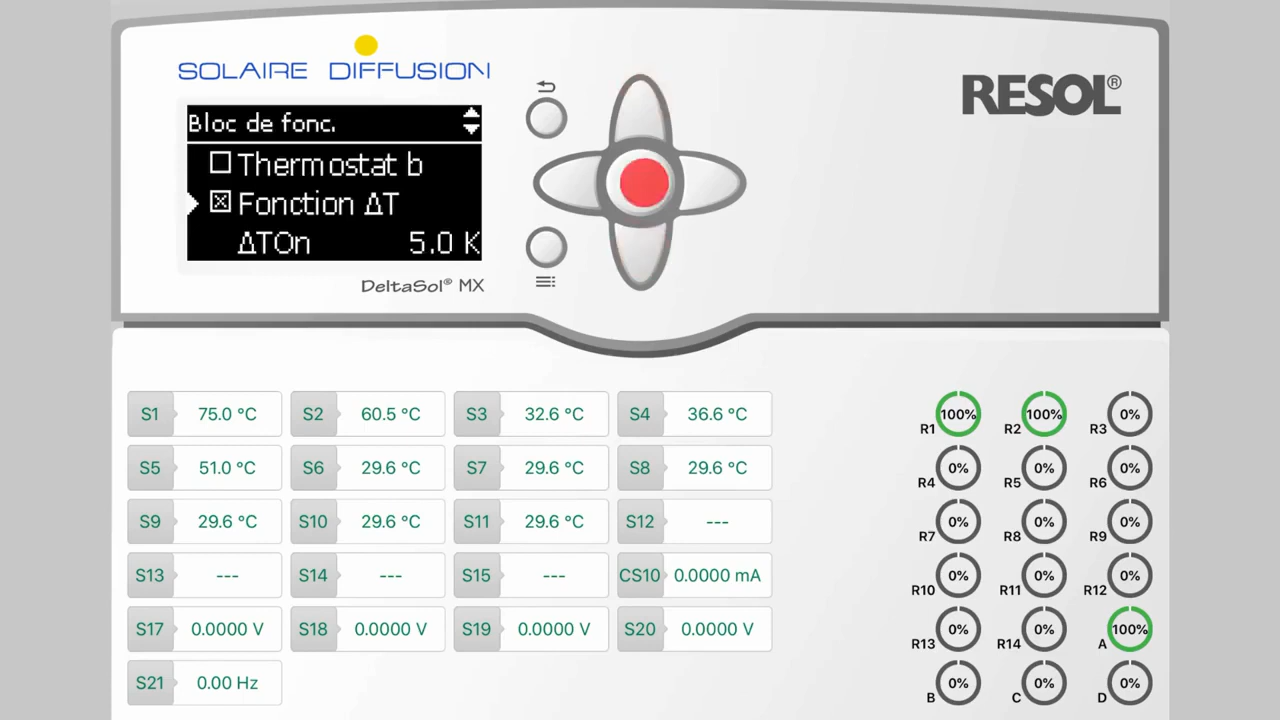 SOLAIRE DIFFUSION
RESOL®
Bloc de fonc.
Thermostat b
Fonction ΔT
ΔTOn 5.0 K
DeltaSol® MX
S1 75.0 °C S2 60.5 °C S3 32.6 °C S4 36.6 °C
S5 51.0 °C S6 29.6 °C S7 29.6 °C S8 29.6 °C
S9 29.6 °C S10 29.6 °C S11 29.6 °C S12 ---
S13 --- S14 --- S15 --- CS10 0.0000 mA
S17 0.0000 V S18 0.0000 V S19 0.0000 V S20 0.0000 V
S21 0.00 Hz
R1 100% R2 100% R3 0%
R4 0% R5 0% R6 0%
R7 0% R8 0% R9 0%
R10 0% R11 0% R12 0%
R13 0% R14 0% A 100%
B 0% C 0% D 0%